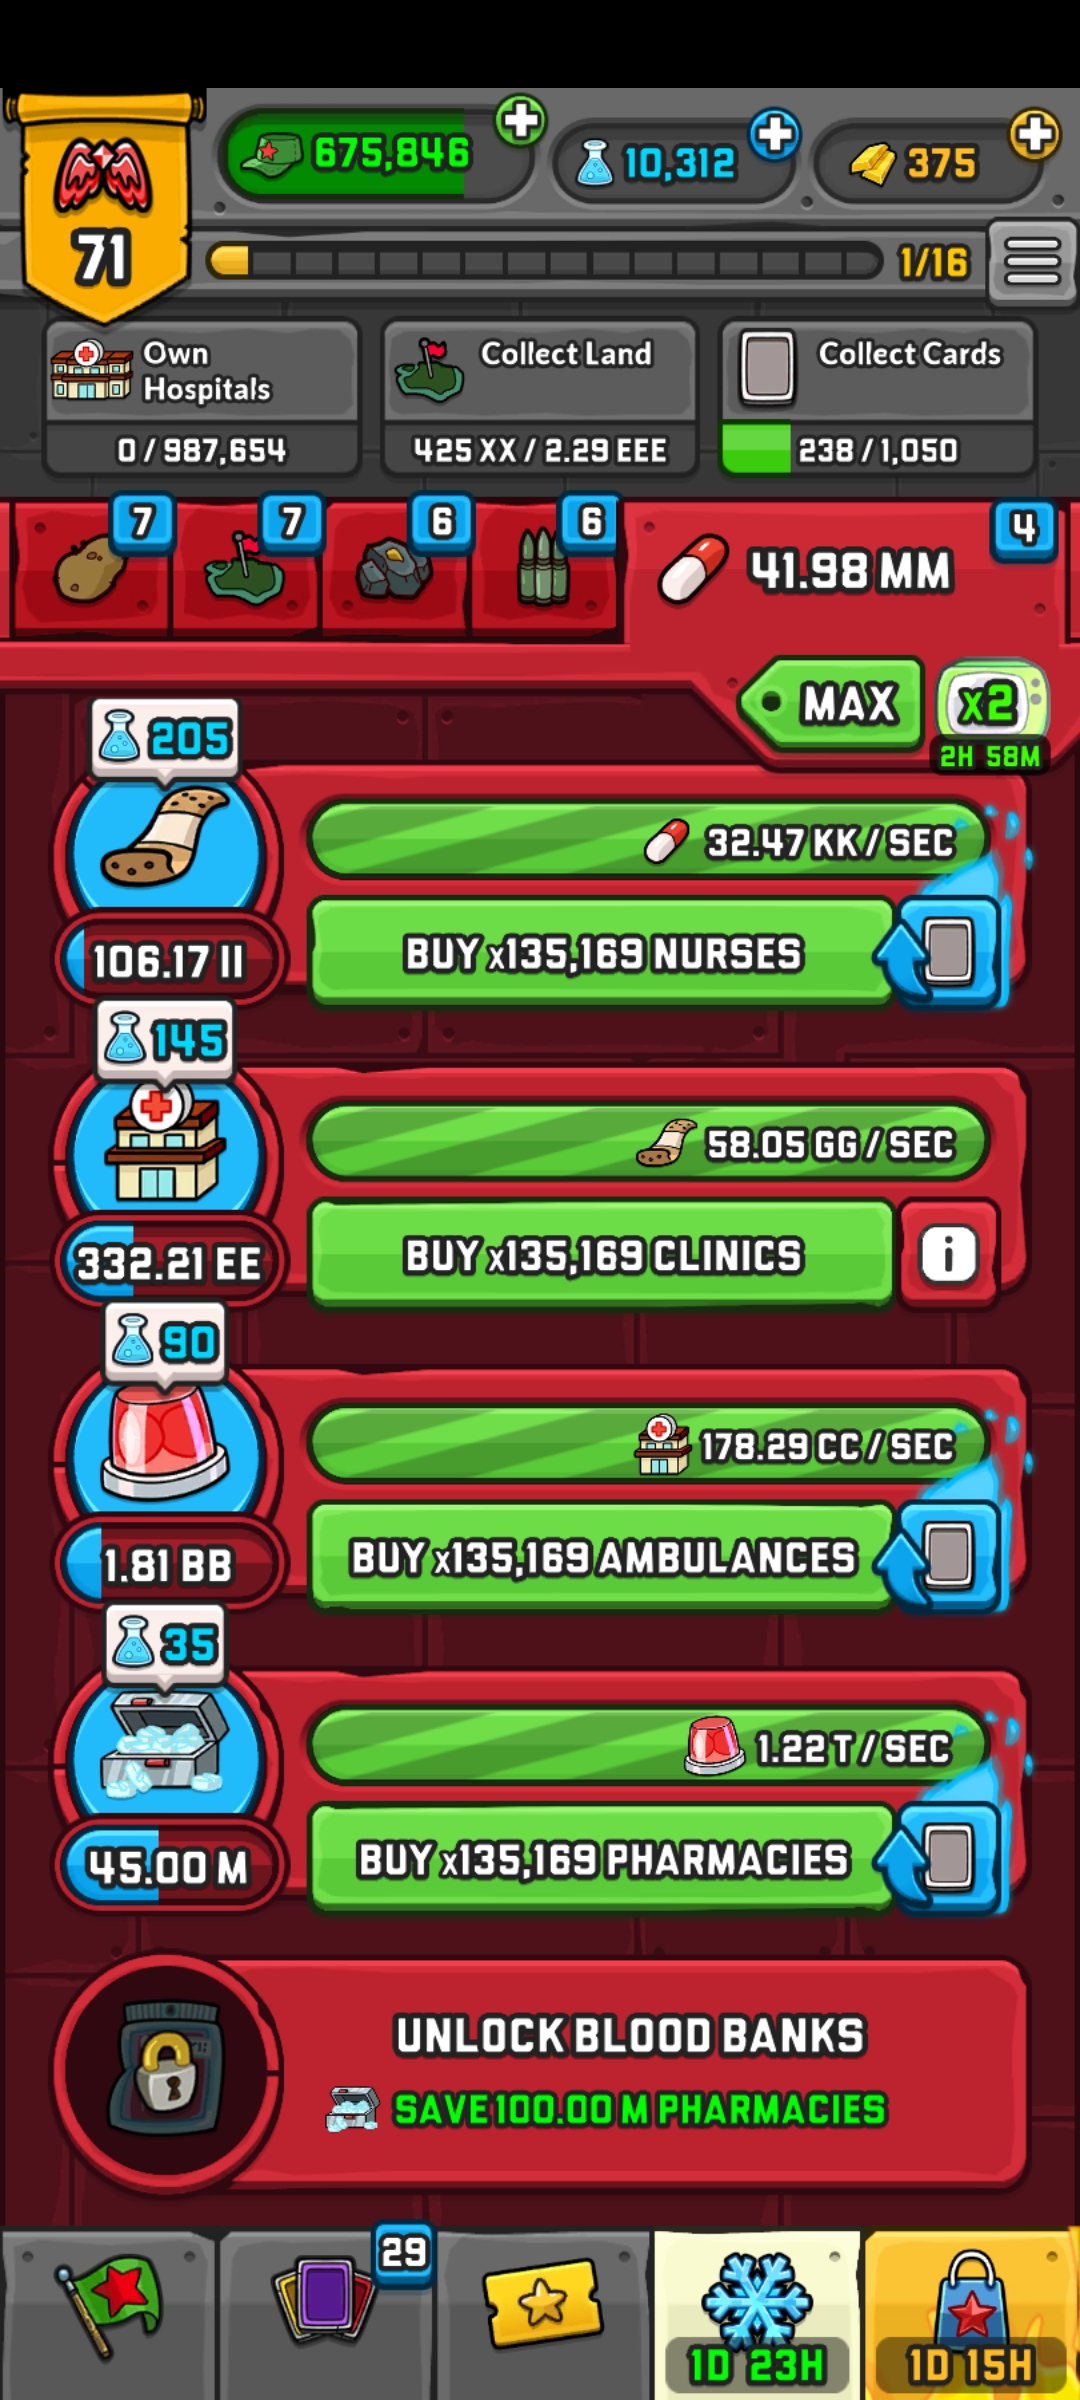 71
675,846
10,312
375
1/16
Own
Hospitals
0 / 987,654
Collect Land
425 XX / 2.29 EEE
Collect Cards
238 / 1,050
7
7
6
6
41.98 MM
4
MAX
x2
2H 58M
205
32.47 KK / SEC
106.17 II
BUY x135,169 NURSES
145
58.05 GG / SEC
332.21 EE
BUY x135,169 CLINICS
i
90
178.29 CC / SEC
1.81 BB
BUY x135,169 AMBULANCES
35
1.22 T / SEC
45.00 M
BUY x135,169 PHARMACIES
UNLOCK BLOOD BANKS
SAVE 100.00 M PHARMACIES
29
1D 23H
1D 15H